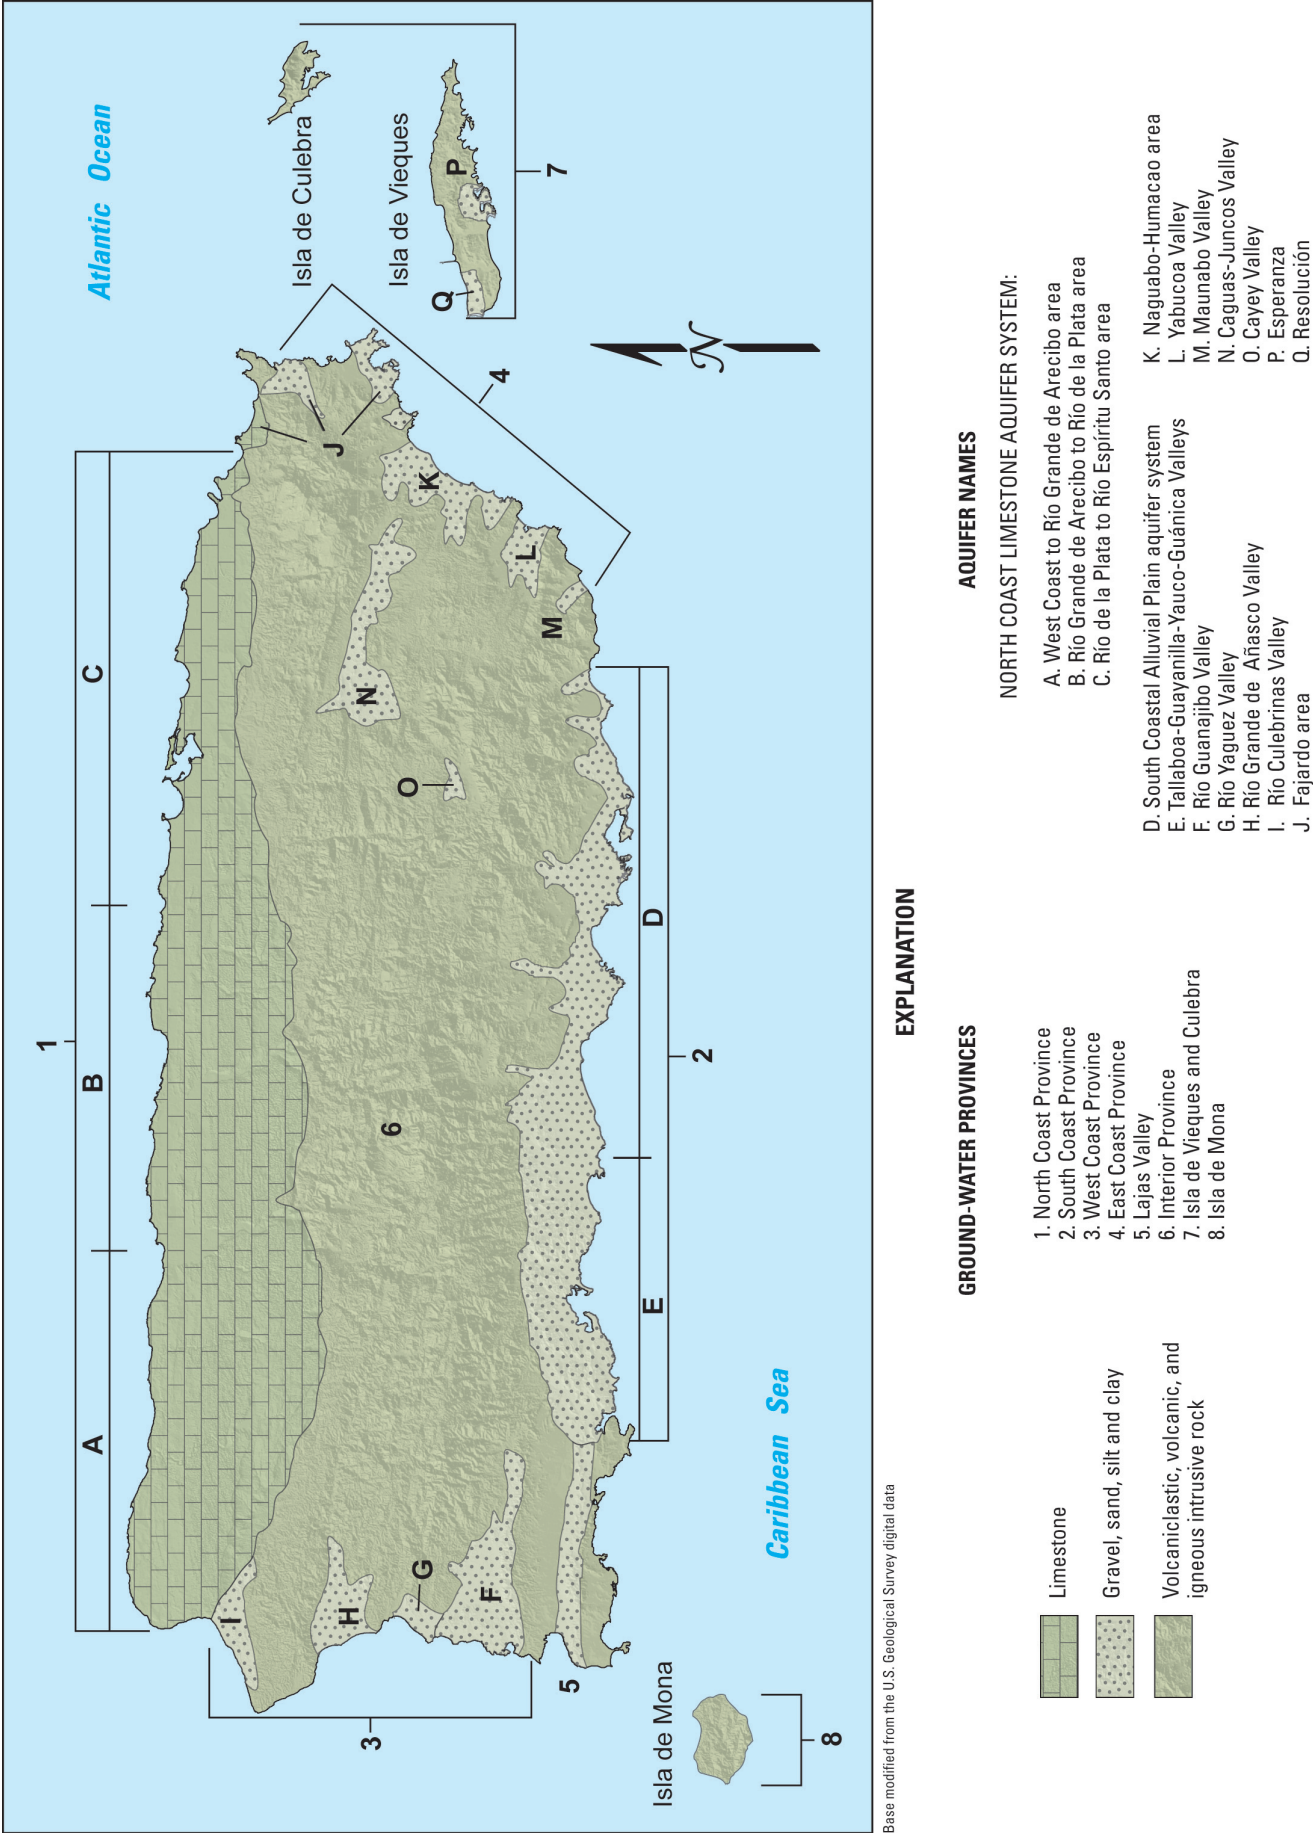 Atlantic Ocean
1
A
B
C
Isla de Culebra
Isla de Vieques
I
J
Q
P
7
H
N
6
O
G
K
4
F
L
M
N
5
E
D
2
3
Isla de Mona
8
Caribbean Sea
Base modified from the U.S. Geological Survey digital data
EXPLANATION
Limestone
Gravel, sand, silt and clay
Volcaniclastic, volcanic, and
igneous intrusive rock
GROUND-WATER PROVINCES
1. North Coast Province
2. South Coast Province
3. West Coast Province
4. East Coast Province
5. Lajas Valley
6. Interior Province
7. Isla de Vieques and Culebra
8. Isla de Mona
AQUIFER NAMES
NORTH COAST LIMESTONE AQUIFER SYSTEM:
A. West Coast to Río Grande de Arecibo area
B. Río Grande de Arecibo to Río de la Plata area
C. Río de la Plata to Río Espíritu Santo area
D. South Coastal Alluvial Plain aquifer system
E. Tallaboa-Guayanilla-Yauco-Guánica Valleys
F. Río Guanajibo Valley
G. Río Yaguez Valley
H. Río Grande de Añasco Valley
I. Río Culebrinas Valley
J. Fajardo area
K. Naguabo-Humacao area
L. Yabucoa Valley
M. Maunabo Valley
N. Caguas-Juncos Valley
O. Cayey Valley
P. Esperanza
Q. Resolución